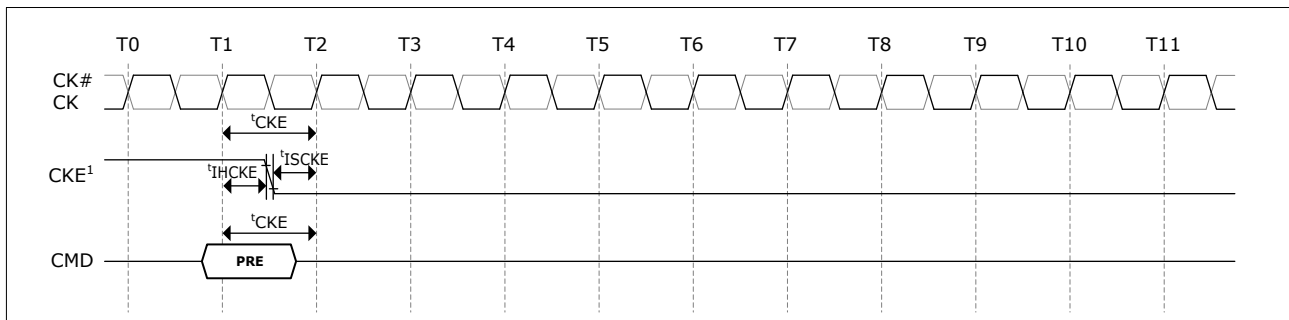 T0 T1 T2 T3 T4 T5 T6 T7 T8 T9 T10 T11
CK#
CK
tCKE
tISCKE
CKE1
tIHCKE
tCKE
CMD
PRE